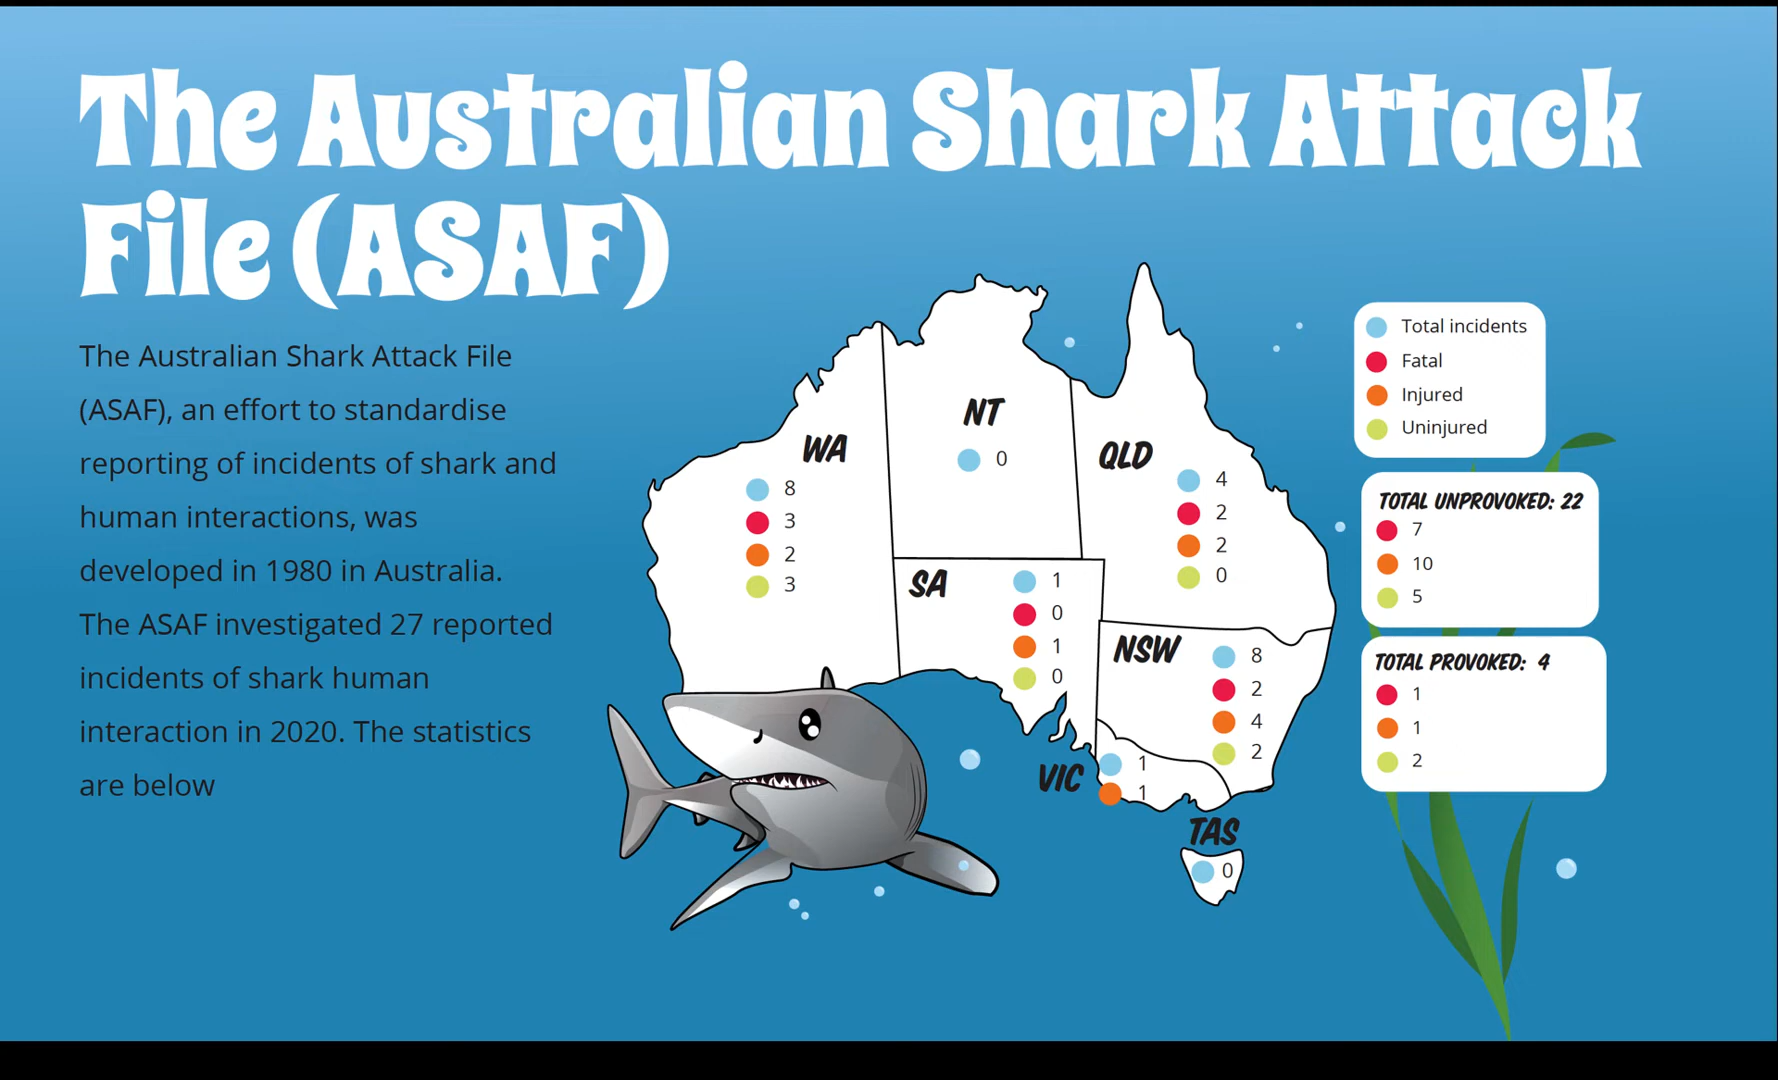 The Australian Shark Attack
File (ASAF)
The Australian Shark Attack File
(ASAF), an effort to standardise
reporting of incidents of shark and
human interactions, was
developed in 1980 in Australia.
The ASAF investigated 27 reported
incidents of shark human
interaction in 2020. The statistics
are below
WA
8
3
2
3
NT
0
QLD
4
2
2
0
SA
1
0
1
0
NSW
8
2
4
2
VIC
1
1
TAS
0
Total incidents
Fatal
Injured
Uninjured
TOTAL UNPROVOKED: 22
7
10
5
TOTAL PROVOKED: 4
1
1
2